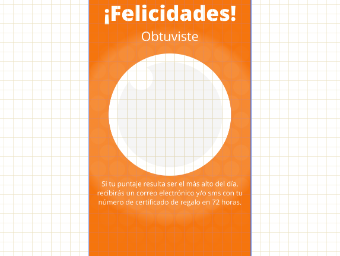 ¡Felicidades!
Obtuviste
Si tu puntaje resulta ser el más alto del día,
recibirás un correo electrónico y/o sms con tu
número de certificado de regalo en 72 horas.